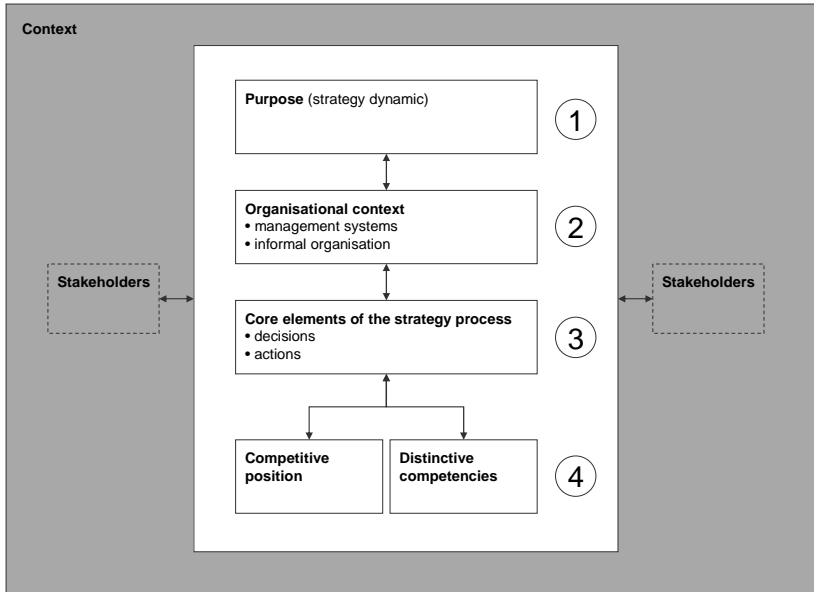 Context
Purpose (strategy dynamic)
1
Organisational context
• management systems
• informal organisation
2
Stakeholders
Stakeholders
Core elements of the strategy process
• decisions
• actions
3
Competitive
position
Distinctive
competencies
4